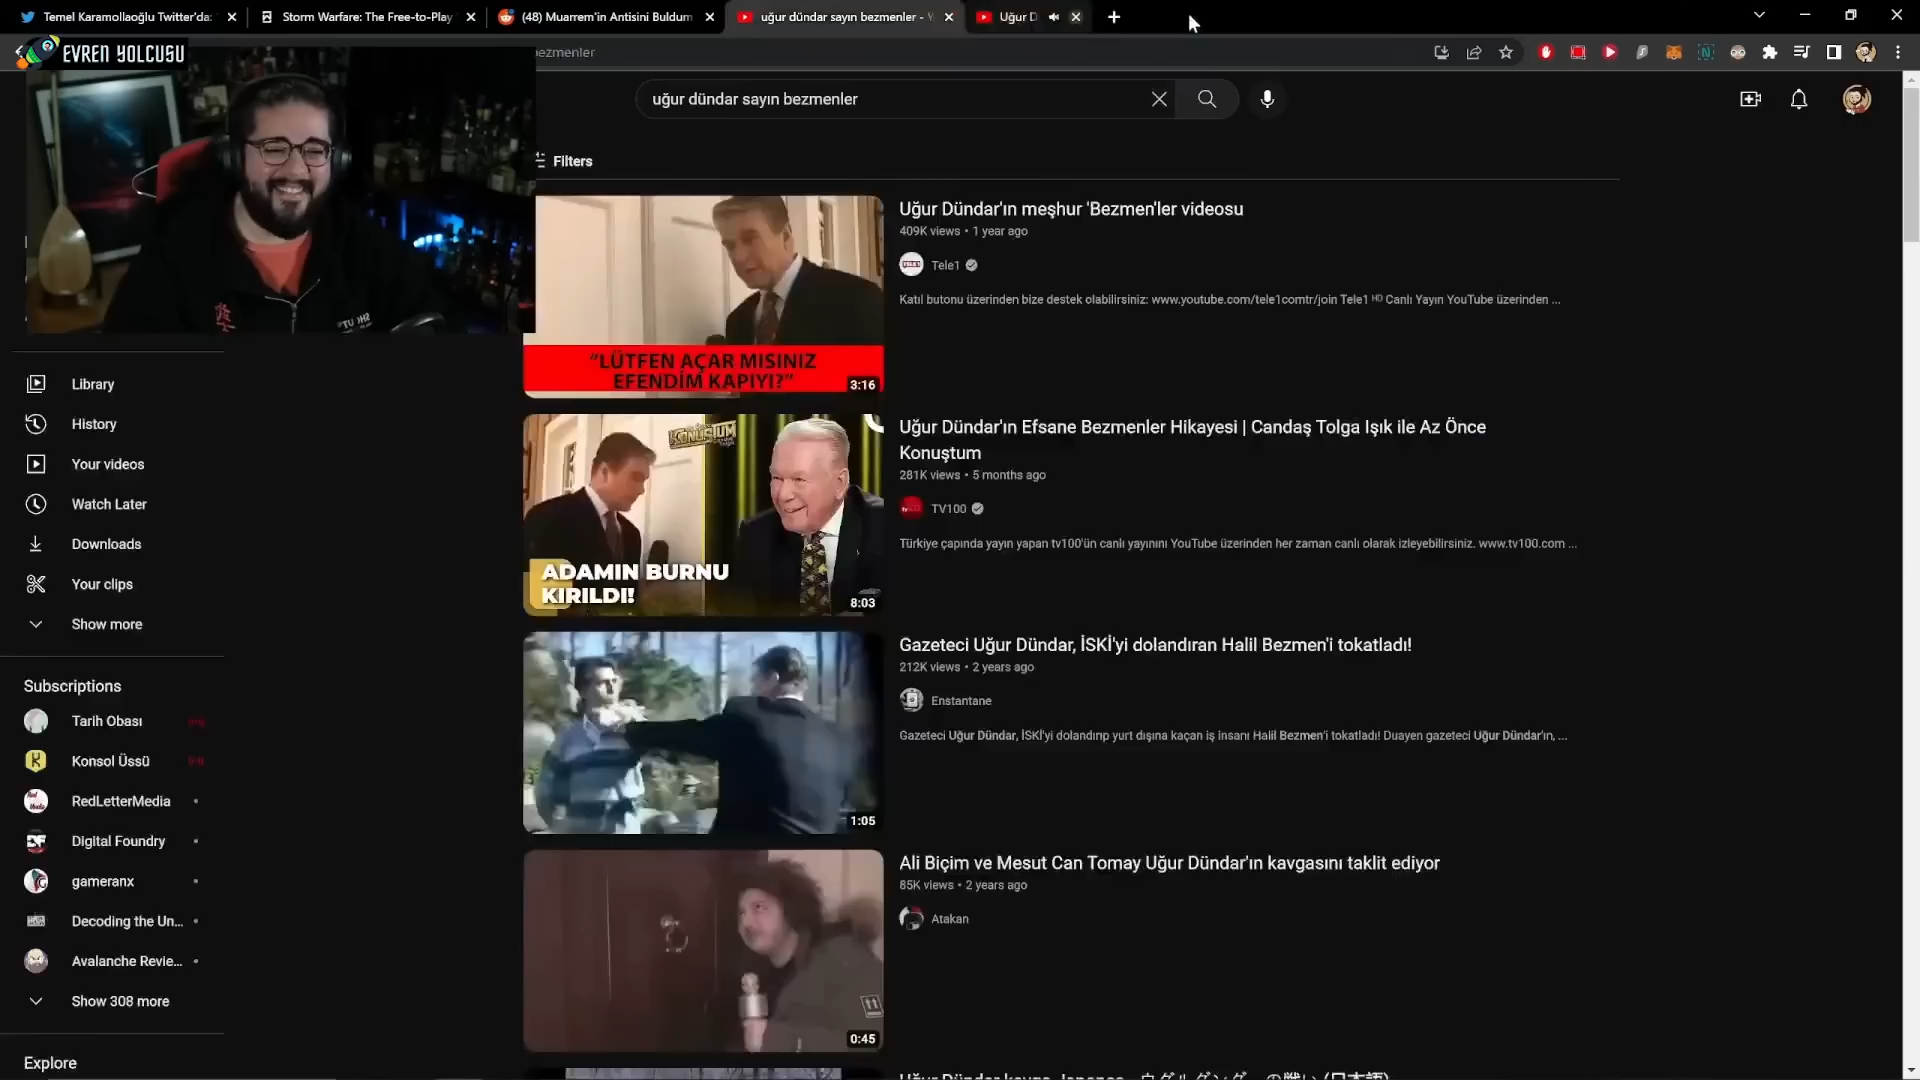 Temel Karamollaoğlu Twitter'da:
Storm Warfare: The Free-to-Play
(48) Muarrem'in Antisini Buldum
uğur dündar sayın bezmenler - Y
Uğur D
EVREN YOLCUSU
bezmenler
uğur dündar sayın bezmenler
Filters
"LÜTFEN AÇAR MISINIZ
EFENDİM KAPIYI?"
3:16
Uğur Dündar'ın meşhur 'Bezmen'ler videosu
409K views • 1 year ago
Tele1
Katıl butonu üzerinden bize destek olabilirsiniz: www.youtube.com/tele1comtr/join Tele1 ᴴᴰ Canlı Yayın YouTube üzerinden ...
Library
History
Your videos
Watch Later
Downloads
Your clips
Show more
KONUŞTUM
ADAMIN BURNU
KIRILDI!
8:03
Uğur Dündar'ın Efsane Bezmenler Hikayesi | Candaş Tolga Işık ile Az Önce
Konuştum
281K views • 5 months ago
TV100
Türkiye çapında yayın yapan tv100'ün canlı yayınını YouTube üzerinden her zaman canlı olarak izleyebilirsiniz. www.tv100.com ...
Subscriptions
Tarih Obası
Konsol Üssü
RedLetterMedia
Digital Foundry
gameranx
Decoding the Un...
Avalanche Revie...
Show 308 more
Explore
1:05
Gazeteci Uğur Dündar, İSKİ'yi dolandıran Halil Bezmen'i tokatladı!
212K views • 2 years ago
Enstantane
Gazeteci Uğur Dündar, İSKİ'yi dolandırıp yurt dışına kaçan iş insanı Halil Bezmen'i tokatladı! Duayen gazeteci Uğur Dündar'ın, ...
0:45
Ali Biçim ve Mesut Can Tomay Uğur Dündar'ın kavgasını taklit ediyor
85K views • 2 years ago
Atakan